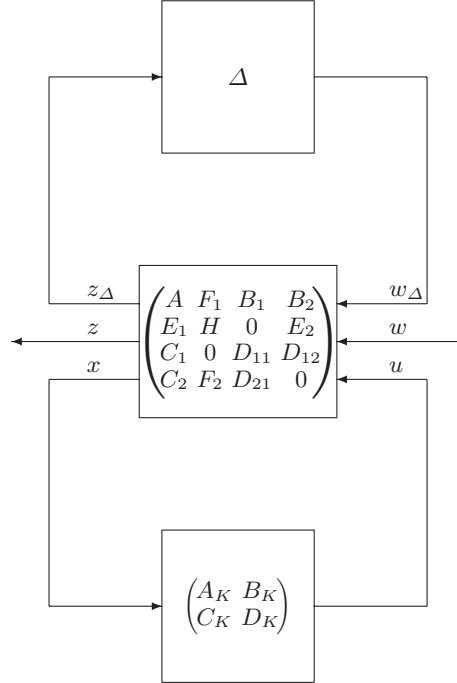 Δ
z_Δ w_Δ
z w
x u
A F_1 B_1 B_2
E_1 H 0 E_2
C_1 0 D_11 D_12
C_2 F_2 D_21 0
A_K B_K
C_K D_K